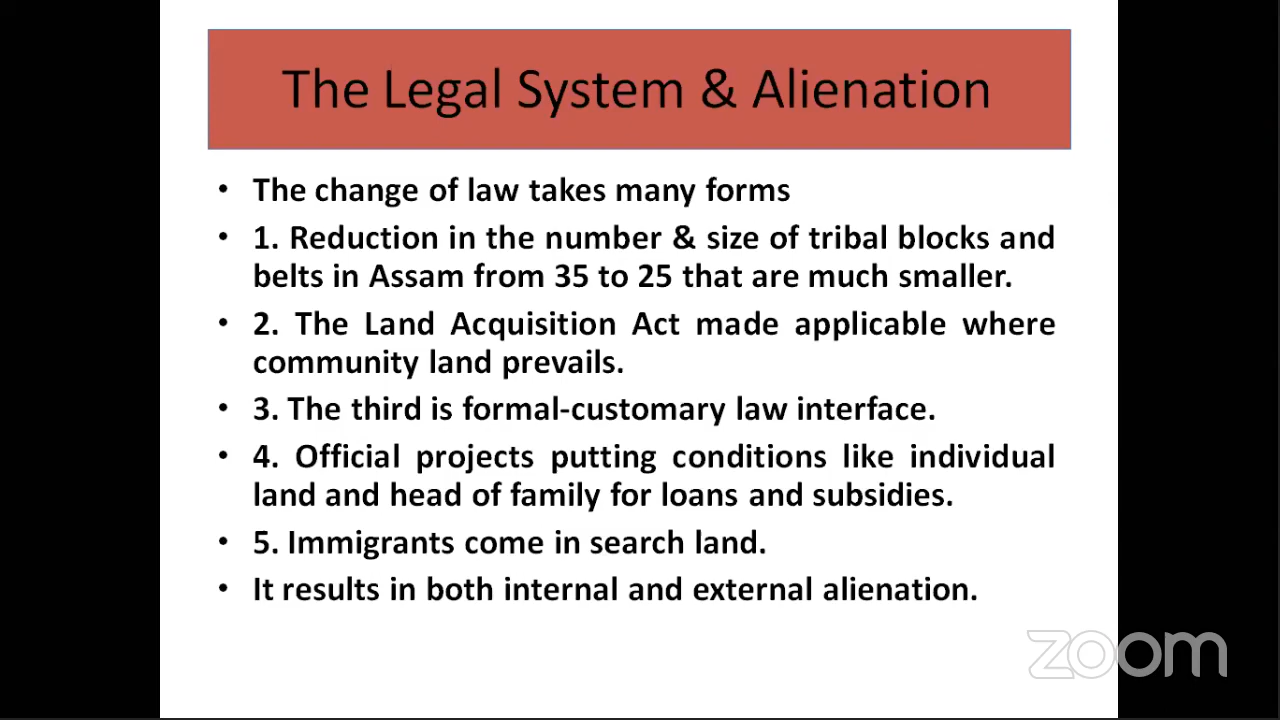 The Legal System & Alienation
• The change of law takes many forms
• 1. Reduction in the number & size of tribal blocks and
belts in Assam from 35 to 25 that are much smaller.
• 2. The Land Acquisition Act made applicable where
community land prevails.
• 3. The third is formal-customary law interface.
• 4. Official projects putting conditions like individual
land and head of family for loans and subsidies.
• 5. Immigrants come in search land.
• It results in both internal and external alienation.
zoom